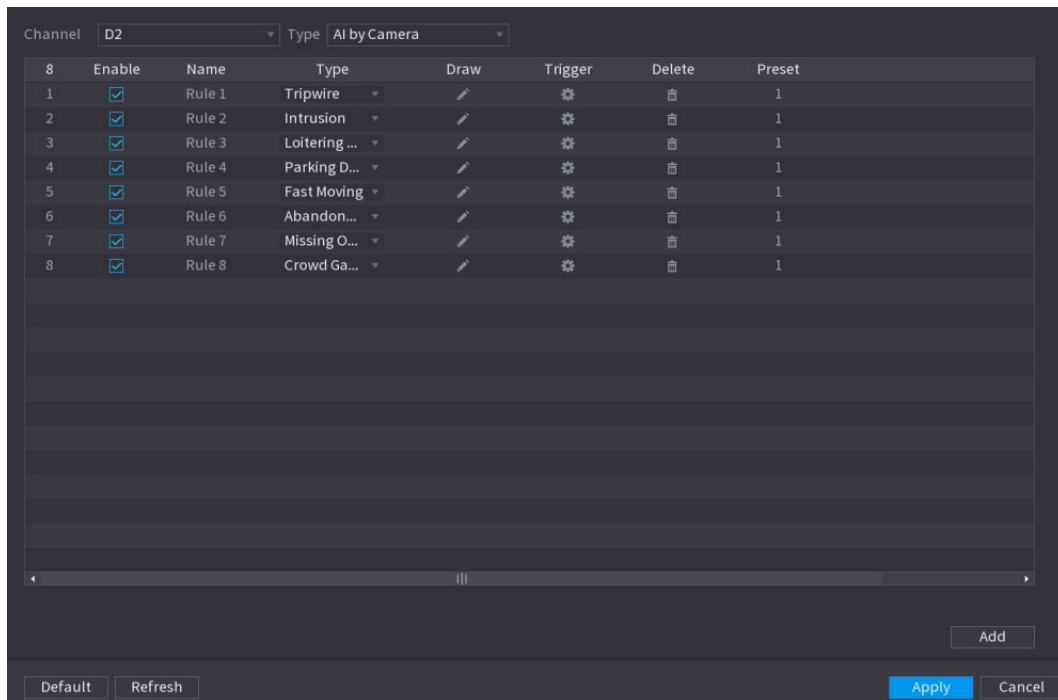 Channel D2 Type AI by Camera
8 Enable Name Type Draw Trigger Delete Preset
1 Rule 1 Tripwire 1
2 Rule 2 Intrusion 1
3 Rule 3 Loitering ... 1
4 Rule 4 Parking D... 1
5 Rule 5 Fast Moving 1
6 Rule 6 Abandon... 1
7 Rule 7 Missing O... 1
8 Rule 8 Crowd Ga... 1
Add
Default Refresh Apply Cancel